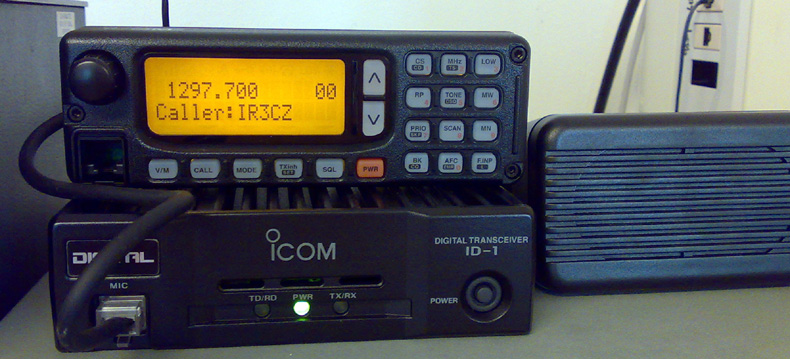 1297.700 00
Caller:IR3CZ
CS MHz LOW
RP TONE MW
PRIO SCAN MN
BK AFC F.INP
V/M CALL MODE TXinh SQL PWR
SET
DIGITAL
ICOM
DIGITAL TRANSCEIVER
ID-1
MIC
TD/RD PWR TX/RX
POWER